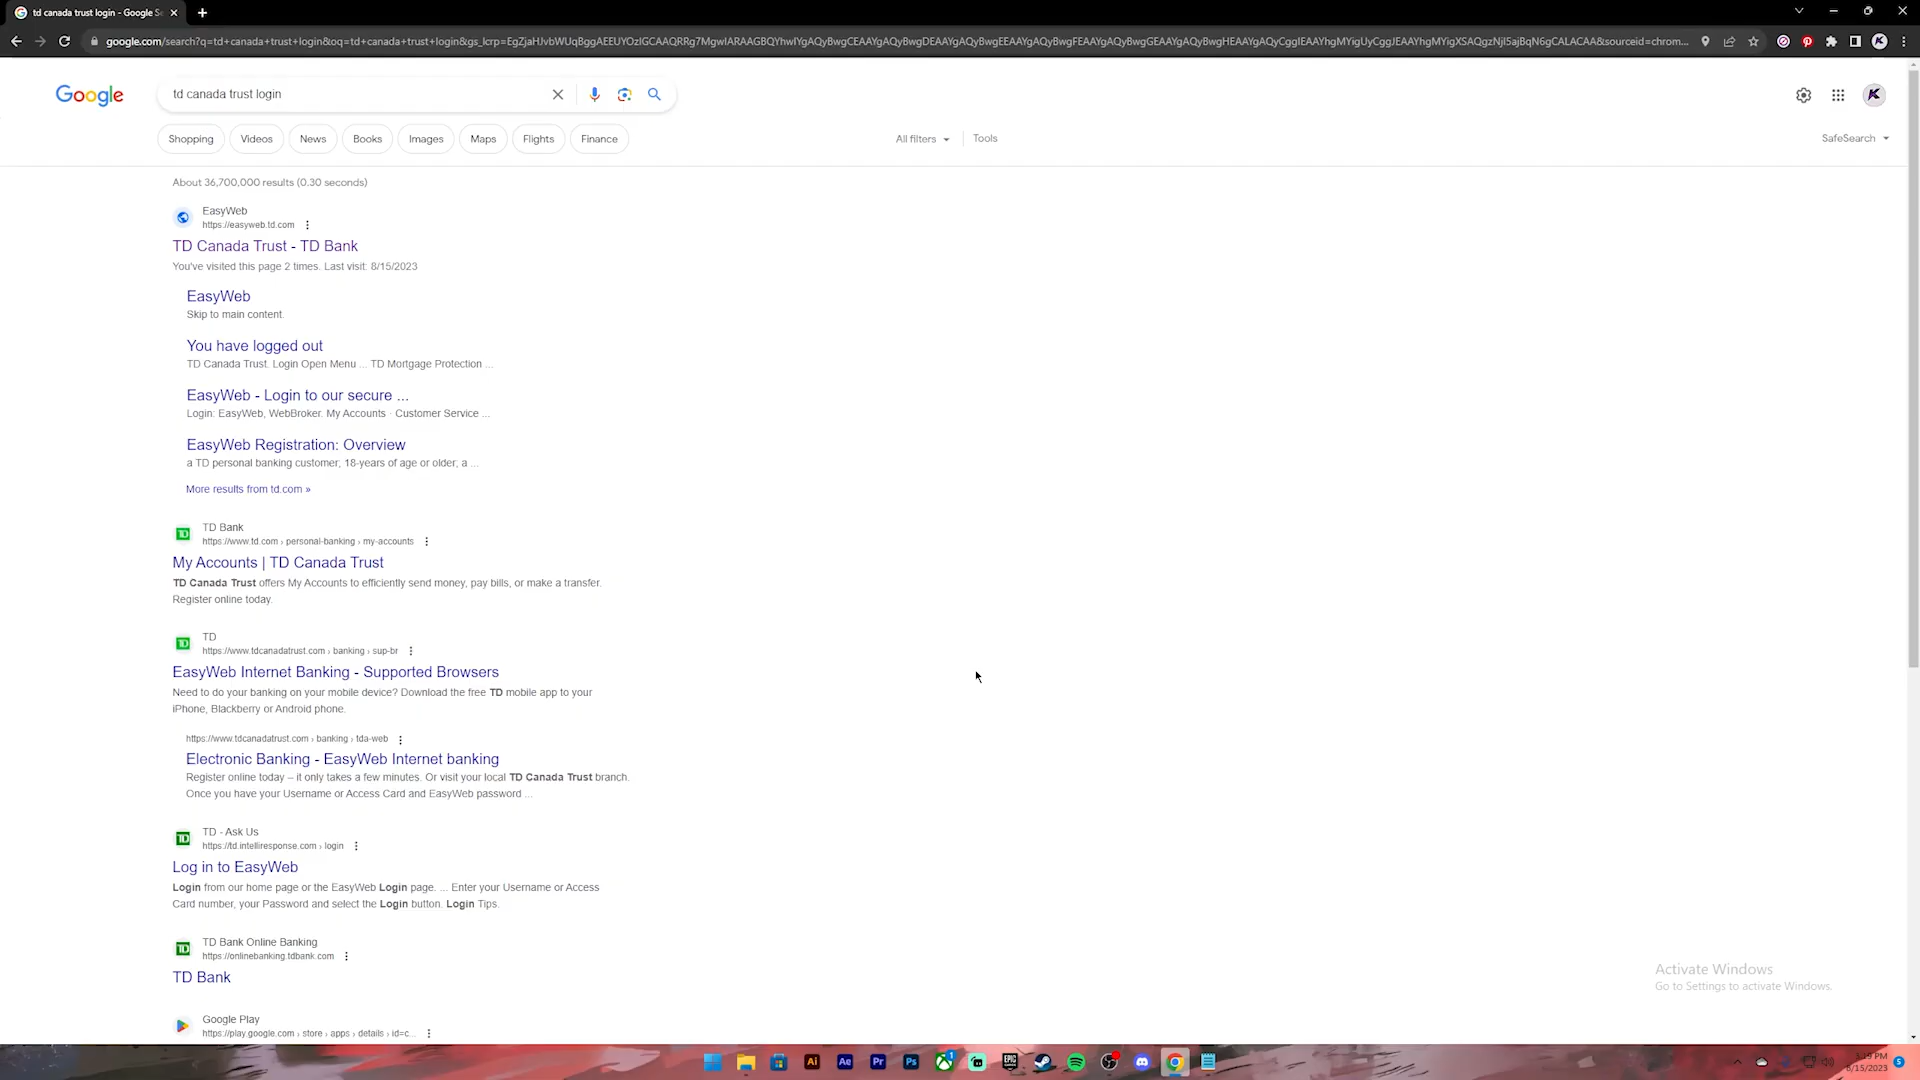 td canada trust login - Google Se
google.com/search?q=td+canada+trust+login&oq=td+canada+trust+login&gs_lcrp=
Google
td canada trust login
Shopping Videos News Books Images Maps Flights Finance All filters Tools SafeSearch
About 36,700,000 results (0.30 seconds)
EasyWeb
https://easyweb.td.com
TD Canada Trust - TD Bank
You've visited this page 2 times. Last visit: 8/15/2023
EasyWeb
Skip to main content.
You have logged out
TD Canada Trust. Login Open Menu ... TD Mortgage Protection ...
EasyWeb - Login to our secure ...
Login: EasyWeb, WebBroker. My Accounts · Customer Service ...
EasyWeb Registration: Overview
a TD personal banking customer; 18-years of age or older; a ...
More results from td.com »
TD Bank
https://www.td.com › personal-banking › my-accounts
My Accounts | TD Canada Trust
TD Canada Trust offers My Accounts to efficiently send money, pay bills, or make a transfer.
Register online today.
TD
https://www.tdcanadatrust.com › banking › sup-br
EasyWeb Internet Banking - Supported Browsers
Need to do your banking on your mobile device? Download the free TD mobile app to your
iPhone, Blackberry or Android phone.
https://www.tdcanadatrust.com › banking › tda-web
Electronic Banking - EasyWeb Internet banking
Register online today – it only takes a few minutes. Or visit your local TD Canada Trust branch.
Once you have your Username or Access Card and EasyWeb password ...
TD - Ask Us
https://td.intelliresponse.com › login
Log in to EasyWeb
Login from our home page or the EasyWeb Login page. ... Enter your Username or Access
Card number, your Password and select the Login button. Login Tips.
TD Bank Online Banking
https://onlinebanking.tdbank.com
TD Bank
Activate Windows
Go to Settings to activate Windows.
Google Play
https://play.google.com › store › apps › details › id=c...
Ai Ae Pr Ps
8/15/2023